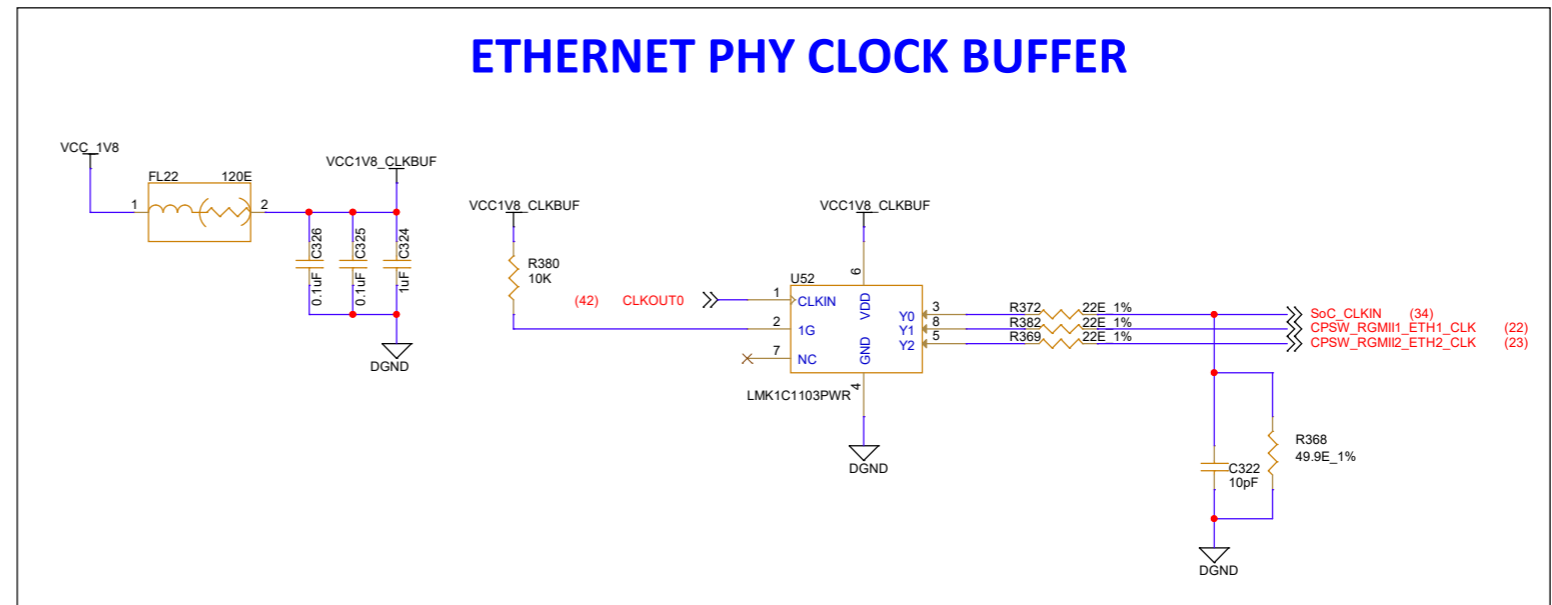 ETHERNET PHY CLOCK BUFFER
VCC_1V8
VCC1V8_CLKBUF
FL22 120E
1 2
C326 0.1uF
C325 0.1uF
C324 1uF
DGND
VCC1V8_CLKBUF
R380
10K
VCC1V8_CLKBUF
U52
6
VDD
(42) CLKOUT0
1 CLKIN
2 1G
7 NC
GND
4
Y0 3
Y1 8
Y2 5
LMK1C1103PWR
DGND
R372 22E_1%
R382 22E_1%
R369 22E_1%
SoC_CLKIN (34)
CPSW_RGMII1_ETH1_CLK (22)
CPSW_RGMII2_ETH2_CLK (23)
R368
49.9E_1%
C322
10pF
DGND